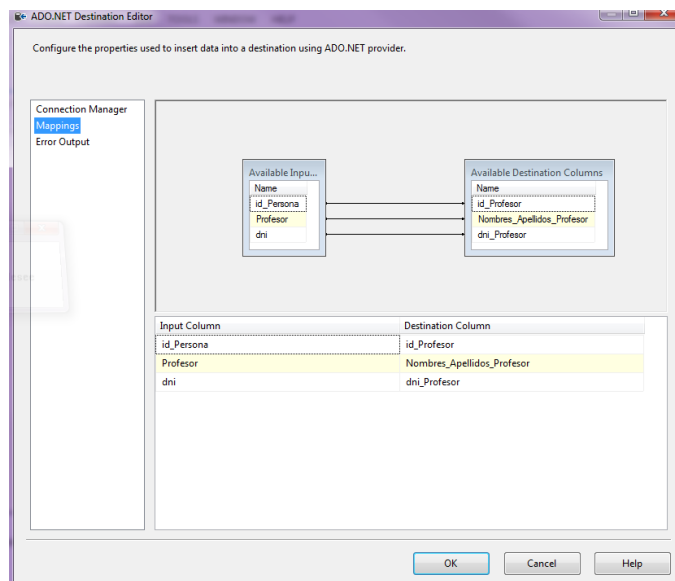 ADO.NET Destination Editor
Configure the properties used to insert data into a destination using ADO.NET provider.
Connection Manager
Mappings
Error Output
Available Inpu...
Name
id_Persona
Profesor
dni
Available Destination Columns
Name
id_Profesor
Nombres_Apellidos_Profesor
dni_Profesor
Input Column Destination Column
id_Persona id_Profesor
Profesor Nombres_Apellidos_Profesor
dni dni_Profesor
OK Cancel Help